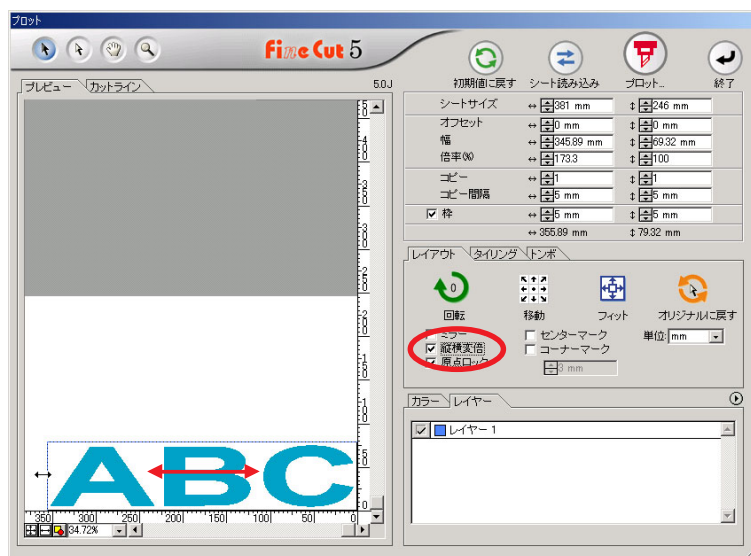 プロット
Fine Cut 5
初期値に戻す シート読み込み プロット... 終了
プレビュー カットライン 5.0J
シートサイズ 381 mm 246 mm
オフセット 0 mm 0 mm
幅 345.89 mm 69.32 mm
倍率(%) 173.3 100
コピー 1 1
コピー間隔 5 mm 5 mm
枠 5 mm 5 mm
355.89 mm 79.32 mm
レイアウト タイリング トンボ
0
回転 移動 フィット オリジナルに戻す
ミラー センターマーク 単位: mm
縦横変倍 コーナーマーク
原点ロック 3 mm
カラー レイヤー
レイヤー 1
ABC
350 300 250 200 150 100 50 0
34.72%